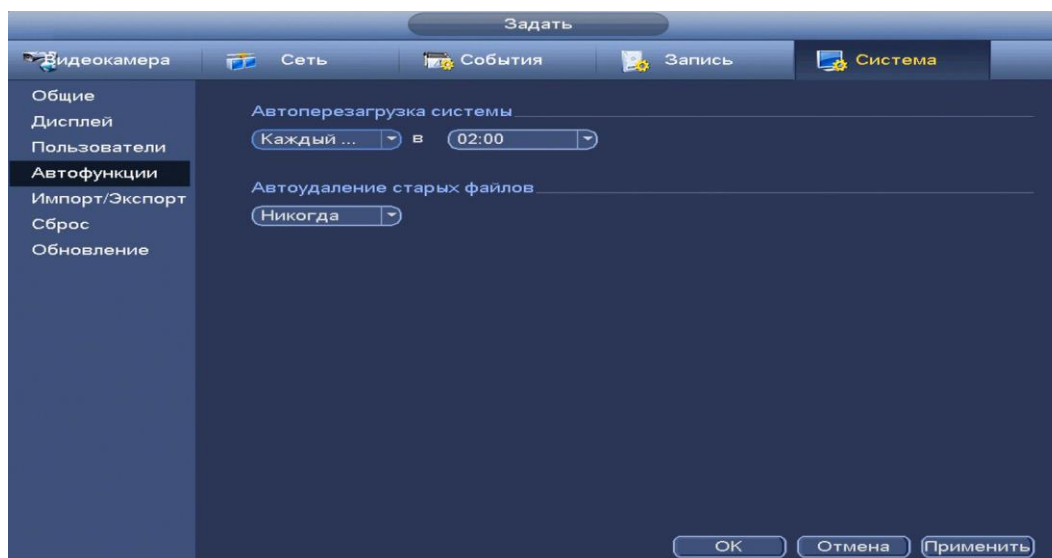 Задать
Видеокамера Сеть События Запись Система
Общие
Дисплей
Пользователи
Автофункции
Импорт/Экспорт
Сброс
Обновление
Автоперезагрузка системы
Каждый ... в 02:00
Автоудаление старых файлов
Никогда
OK Отмена Применить